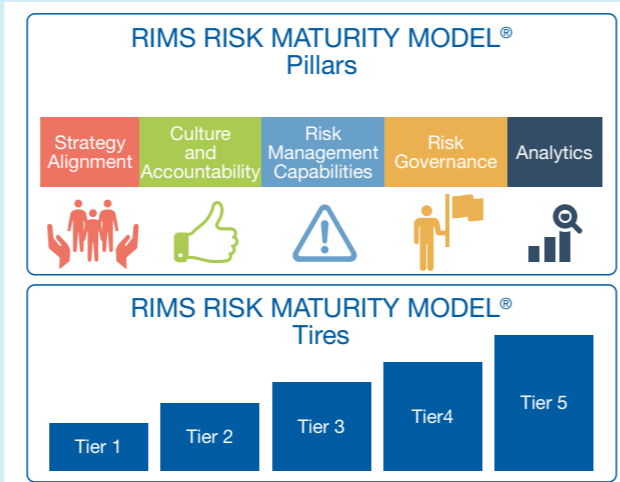 RIMS RISK MATURITY MODEL®
Pillars
Strategy
Alignment
Culture
and
Accountability
Risk
Management
Capabilities
Risk
Governance
Analytics
RIMS RISK MATURITY MODEL®
Tires
Tier 1
Tier 2
Tier 3
Tier4
Tier 5